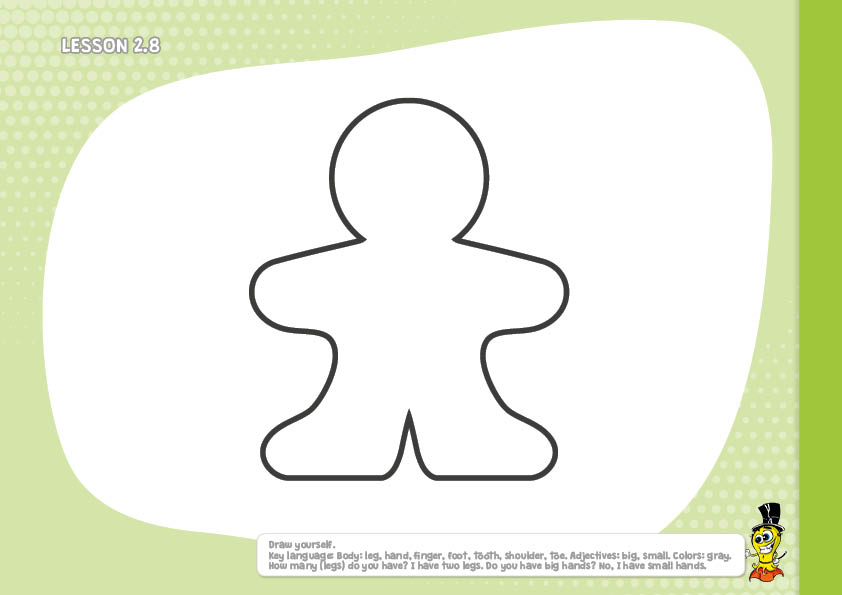 LESSON 2.8
Draw yourself.
Key language: Body: leg, hand, finger, foot, tooth, shoulder, toe. Adjectives: big, small. Colors: gray.
How many (legs) do you have? I have two legs. Do you have big hands? No, I have small hands.